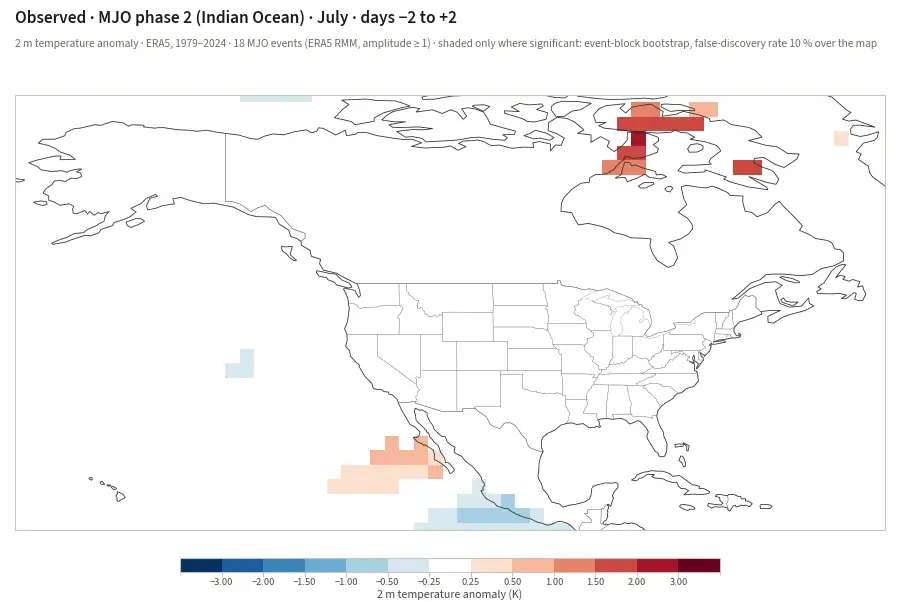 Observed · MJO phase 2 (Indian Ocean) · July · days −2 to +2
2 m temperature anomaly · ERA5, 1979–2024 · 18 MJO events (ERA5 RMM, amplitude ≥ 1) · shaded only where significant: event-block bootstrap, false-discovery rate 10 % over the map
−3.00 −2.00 −1.50 −1.00 −0.50 −0.25 0.25 0.50 1.00 1.50 2.00 3.00
2 m temperature anomaly (K)